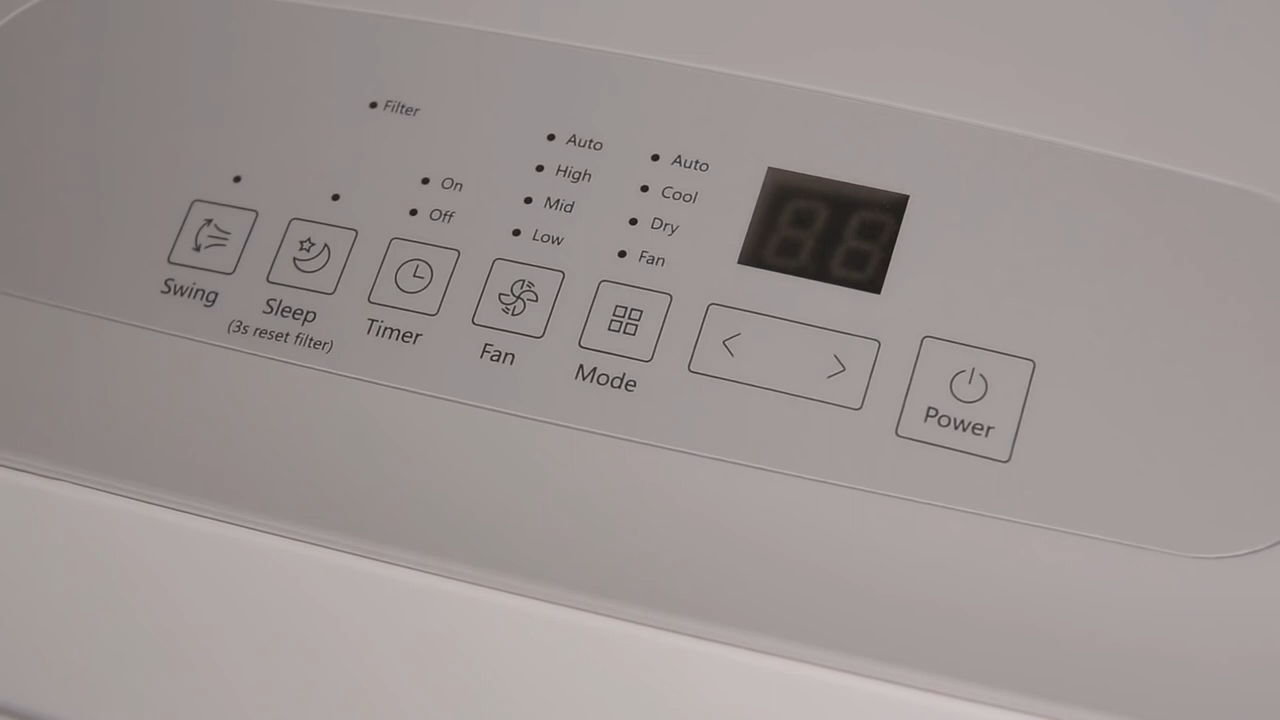 Filter
On
Off
Auto
High
Mid
Low
Auto
Cool
Dry
Fan
88
Swing
Sleep
(3s reset filter)
Timer
Fan
Mode
< >
Power